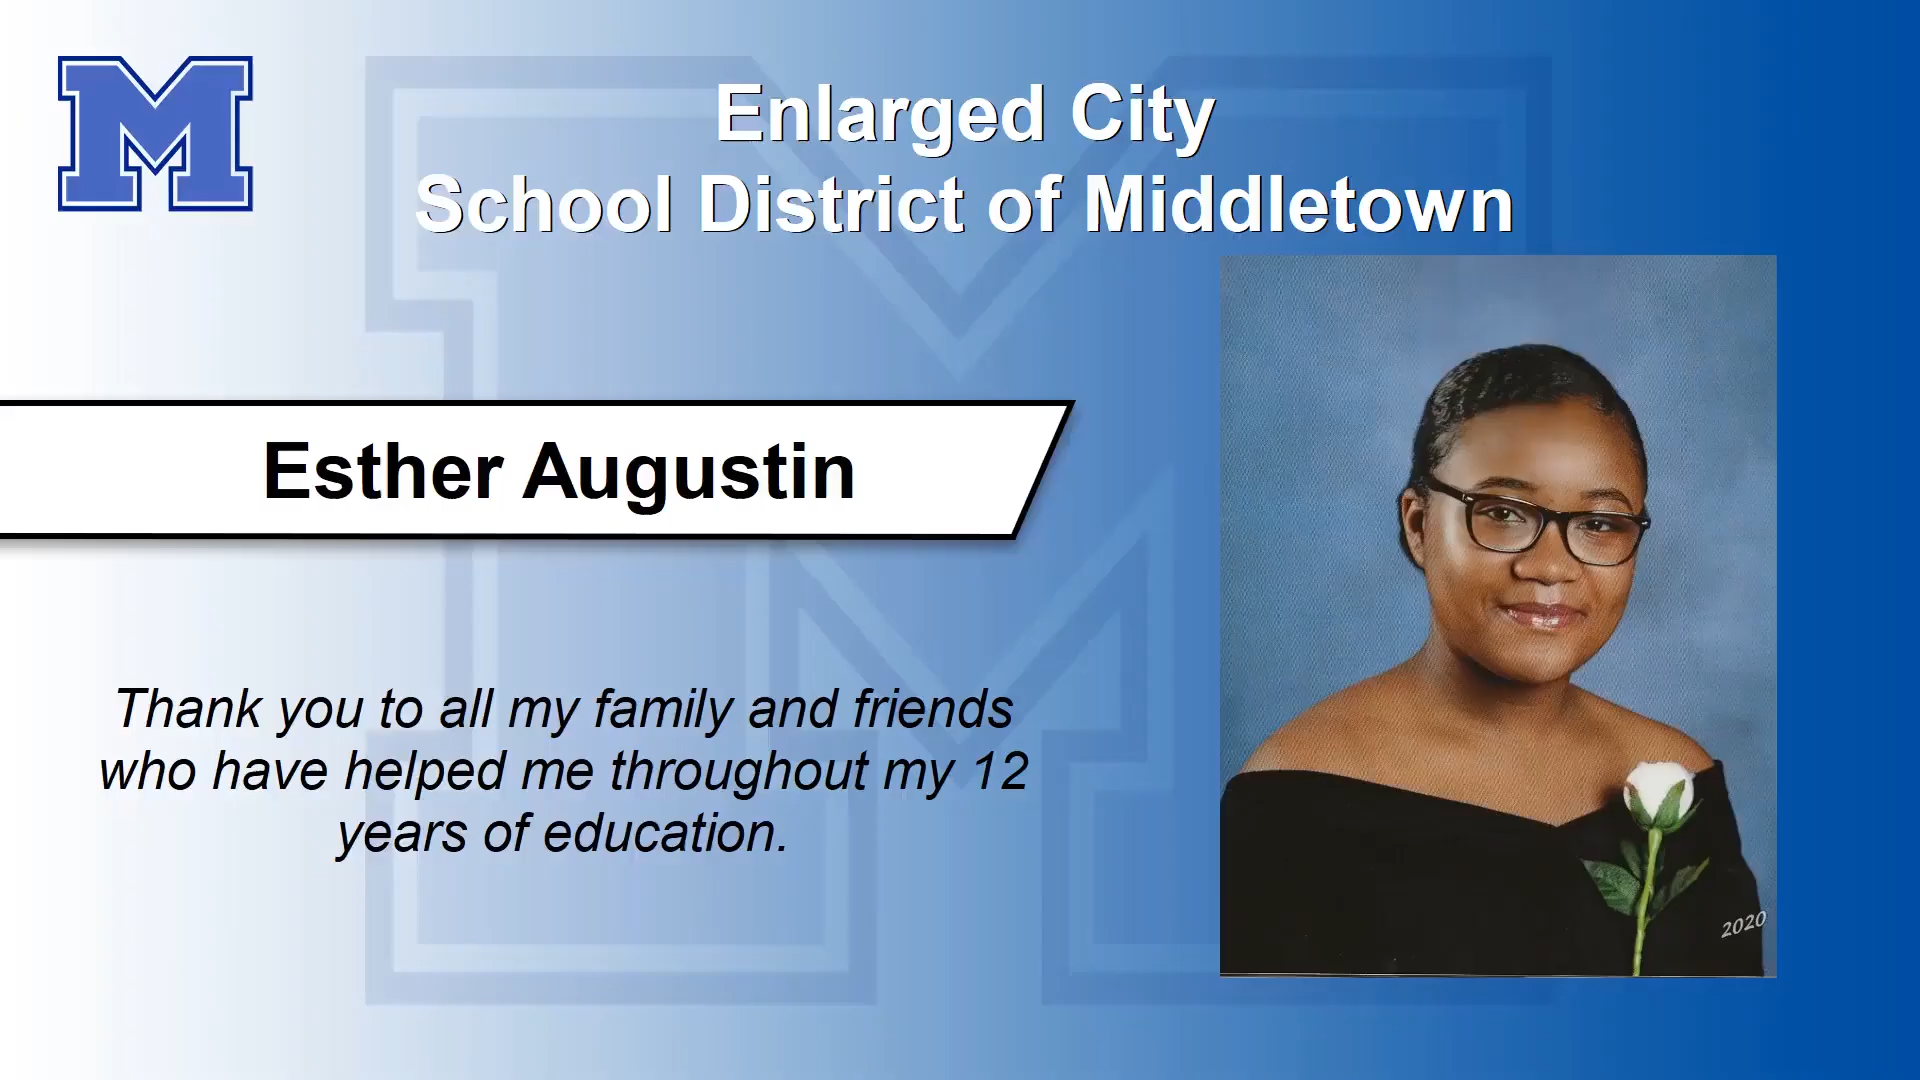 M
Enlarged City
School District of Middletown
Esther Augustin
Thank you to all my family and friends
who have helped me throughout my 12
years of education.
2020